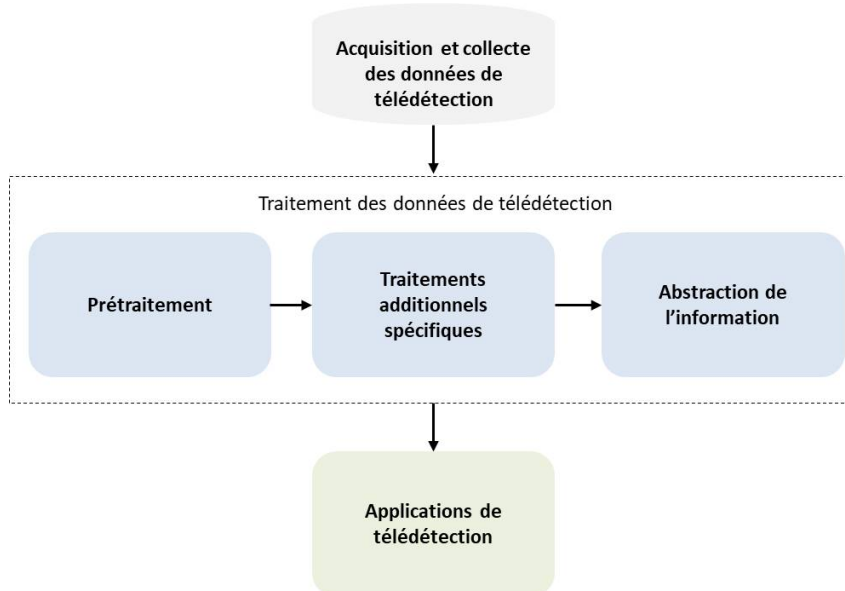 Acquisition et collecte
des données de
télédétection
Traitement des données de télédétection
Prétraitement
Traitements
additionnels
spécifiques
Abstraction de
l’information
Applications de
télédétection